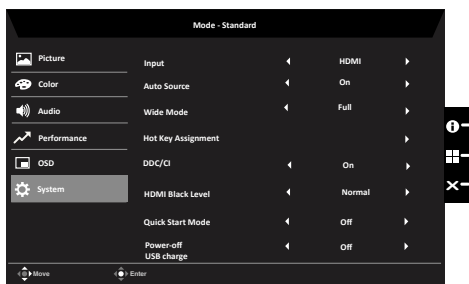 Mode - Standard
Picture
Color
Audio
Performance
OSD
System
Input HDMI
Auto Source On
Wide Mode Full
Hot Key Assignment
DDC/CI On
HDMI Black Level Normal
Quick Start Mode Off
Power-off
USB charge Off
Move Enter